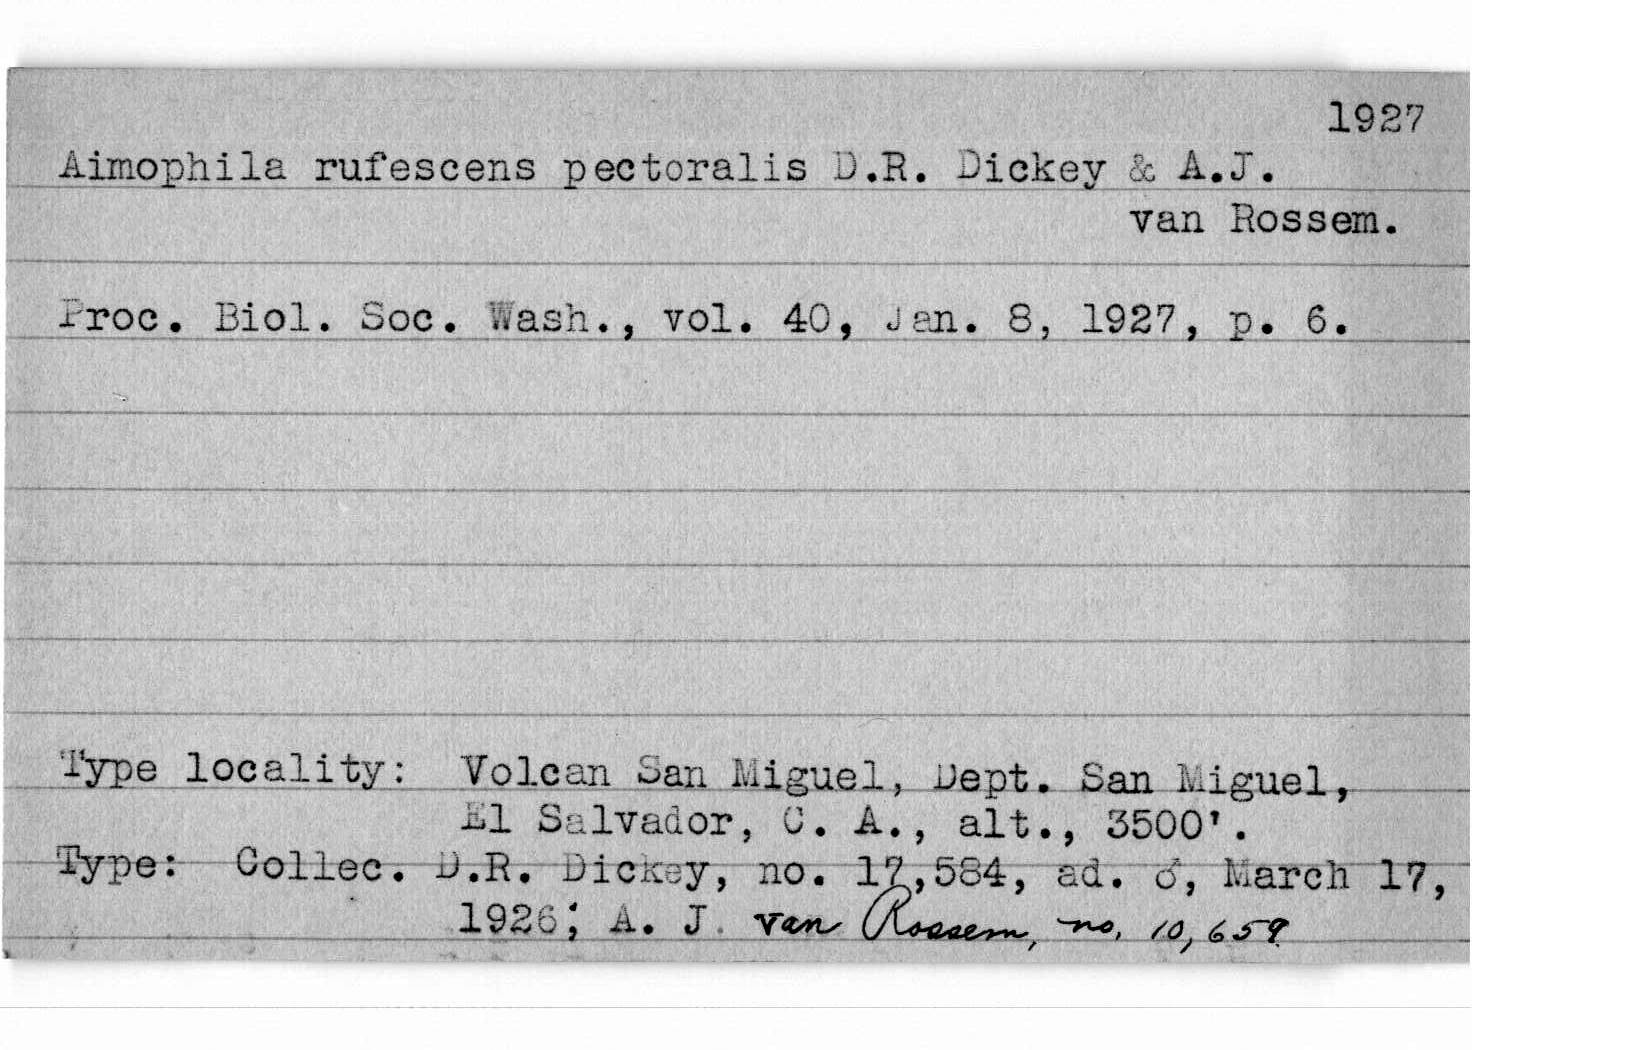 1927
Aimophila rufescens pectoralis D.R. Dickey & A.J.
van Rossem.
Proc. Biol. Soc. Wash., vol. 40, Jan. 8, 1927, p. 6.
Type locality: Volcan San Miguel, Dept. San Miguel,
El Salvador, C. A., alt., 3500'.
Type: Collec. D.R. Dickey, no. 17,584, ad. ♂, March 17,
1926; A. J. van Rossem, no. 10,659.